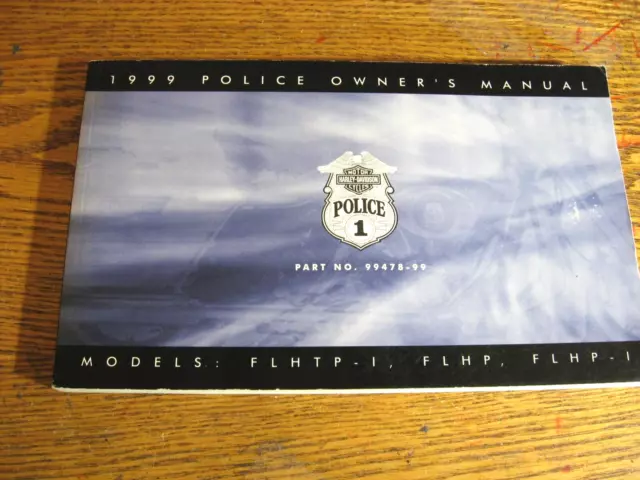 1999 POLICE OWNER'S MANUAL
MOTOR
HARLEY-DAVIDSON
CYCLES
POLICE
1
PART NO. 99478-99
MODELS: FLHTP-I, FLHP, FLHP-I